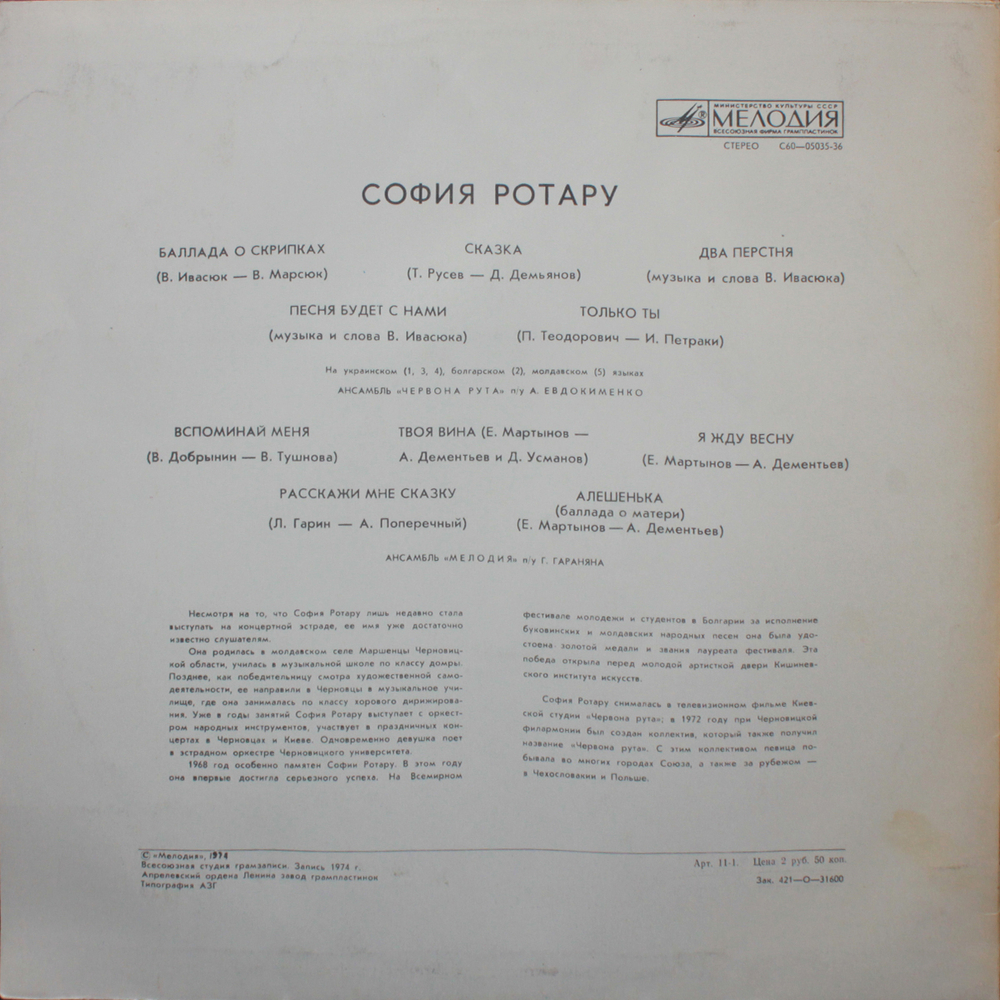 МИНИСТЕРСТВО КУЛЬТУРЫ СССР
МЕЛОДИЯ
ВСЕСОЮЗНАЯ ФИРМА ГРАМПЛАСТИНОК
СТЕРЕО С60—05035-36
СОФИЯ РОТАРУ
БАЛЛАДА О СКРИПКАХ
(В. Ивасюк — В. Марсюк)
СКАЗКА
(Т. Русев — Д. Демьянов)
ДВА ПЕРСТНЯ
(музыка и слова В. Ивасюка)
ПЕСНЯ БУДЕТ С НАМИ
(музыка и слова В. Ивасюка)
ТОЛЬКО ТЫ
(П. Теодорович — И. Петраки)
На украинском (1, 3, 4), болгарском (2), молдавском (5) языках
АНСАМБЛЬ «ЧЕРВОНА РУТА» п/у А. ЕВДОКИМЕНКО
ВСПОМИНАЙ МЕНЯ
(В. Добрынин — В. Тушнова)
ТВОЯ ВИНА (Е. Мартынов —
А. Дементьев и Д. Усманов)
Я ЖДУ ВЕСНУ
(Е. Мартынов — А. Дементьев)
РАССКАЖИ МНЕ СКАЗКУ
(Л. Гарин — А. Поперечный)
АЛЕШЕНЬКА
(баллада о матери)
(Е. Мартынов — А. Дементьев)
АНСАМБЛЬ «МЕЛОДИЯ» п/у Г. ГАРАНЯНА
Несмотря на то, что София Ротару лишь недавно стала
выступать на концертной эстраде, ее имя уже достаточно
известно слушателям.
Она родилась в молдавском селе Маршенцы Черновиц-
кой области, училась в музыкальной школе по классу домры.
Позднее, как победительницу смотра художественной само-
деятельности, ее направили в Черновцы в музыкальное учи-
лище, где она занималась по классу хорового дирижирова-
ния. Уже в годы занятий София Ротару выступает с оркест-
ром народных инструментов, участвует в праздничных кон-
цертах в Черновцах и Киеве. Одновременно девушка поет
в эстрадном оркестре Черновицкого университета.
1968 год особенно памятен Софии Ротару. В этом году
она впервые достигла серьезного успеха. На Всемирном
фестивале молодежи и студентов в Болгарии за исполнение
буковинских и молдавских народных песен она была удо-
стоена золотой медали и звания лауреата фестиваля. Эта
победа открыла перед молодой артисткой двери Кишинев-
ского института искусств.
София Ротару снималась в телевизионном фильме Киев-
ской студии «Червона рута»; в 1972 году при Черновицкой
филармонии был создан коллектив, который также получил
название «Червона рута». С этим коллективом певица по-
бывала во многих городах Союза, а также за рубежом —
в Чехословакии и Польше.
С «Мелодия», 1974
Всесоюзная студия грамзаписи. Запись 1974 г.
Апрелевский ордена Ленина завод грампластинок
Типография АЗГ
Арт. 11-1. Цена 2 руб. 50 коп.
Зак. 421—О—31600